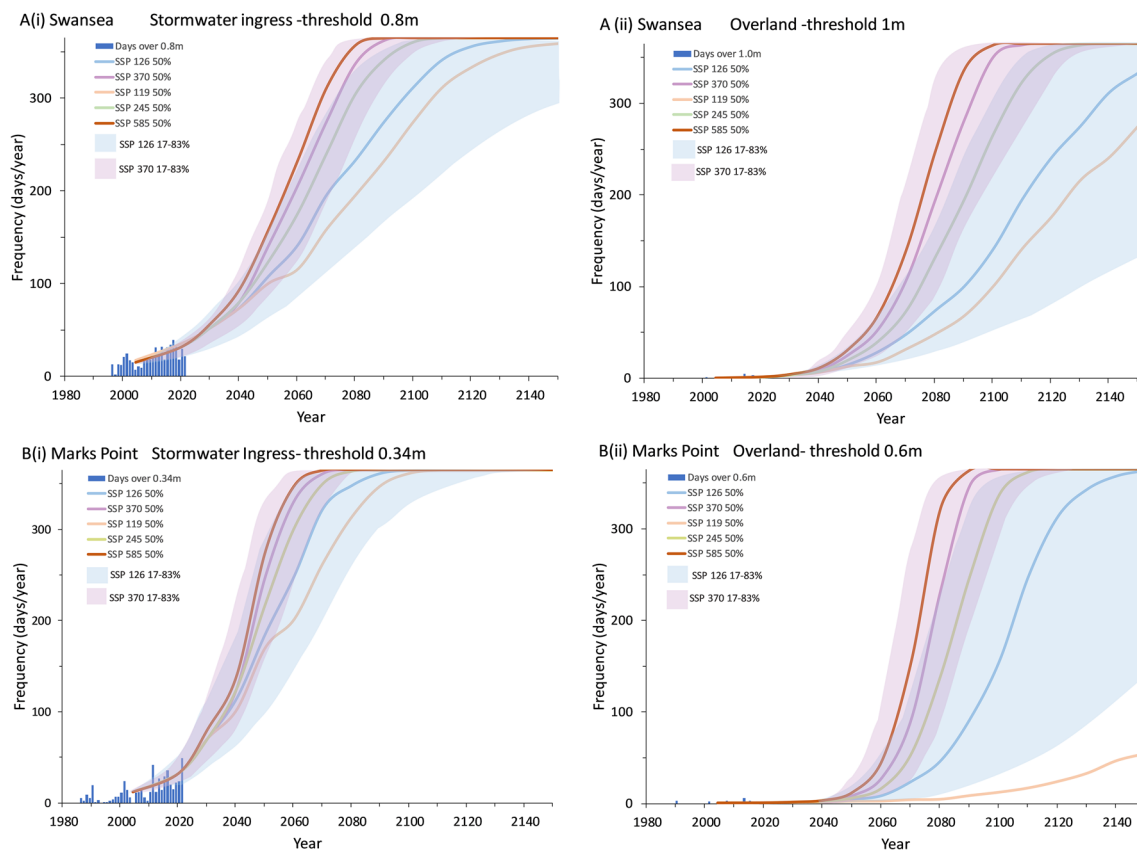 A(i) Swansea Stormwater ingress -threshold 0.8m
Days over 0.8m
SSP 126 50%
SSP 370 50%
SSP 119 50%
SSP 245 50%
SSP 585 50%
SSP 126 17-83%
SSP 370 17-83%
Frequency (days/year)
300
200
100
0
1980 2000 2020 2040 2060 2080 2100 2120 2140
Year
A (ii) Swansea Overland -threshold 1m
Days over 1.0m
SSP 126 50%
SSP 370 50%
SSP 119 50%
SSP 245 50%
SSP 585 50%
SSP 126 17-83%
SSP 370 17-83%
Frequency (days/year)
300
200
100
0
1980 2000 2020 2040 2060 2080 2100 2120 2140
Year
B(i) Marks Point Stormwater Ingress- threshold 0.34m
Days over 0.34m
SSP 126 50%
SSP 370 50%
SSP 119 50%
SSP 245 50%
SSP 585 50%
SSP 126 17-83%
SSP 370 17-83%
Frequency (days/year)
300
200
100
0
1980 2000 2020 2040 2060 2080 2100 2120 2140
Year
B(ii) Marks Point Overland- threshold 0.6m
Days over 0.6m
SSP 126 50%
SSP 370 50%
SSP 119 50%
SSP 245 50%
SSP 585 50%
SSP 126 17-83%
SSP 370 17-83%
Frequency (days/year)
300
200
100
0
1980 2000 2020 2040 2060 2080 2100 2120 2140
Year